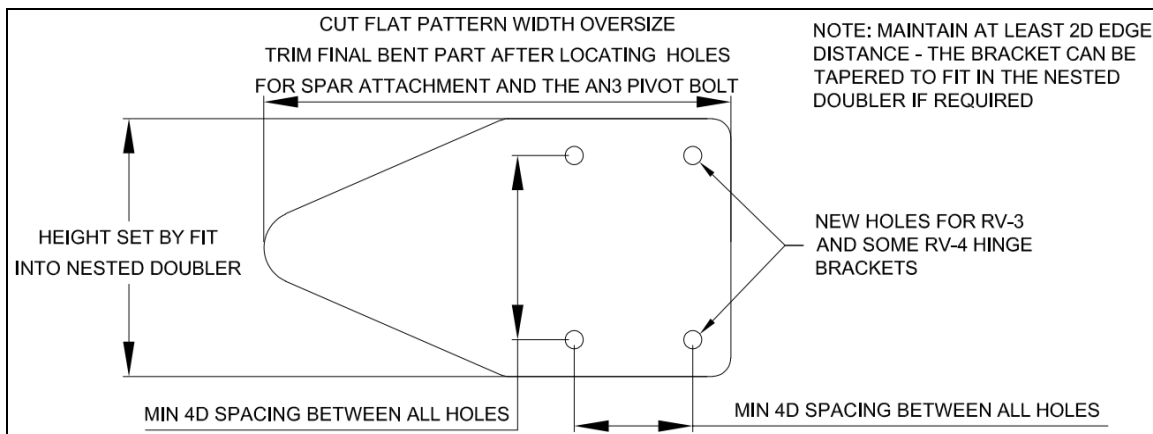 CUT FLAT PATTERN WIDTH OVERSIZE
TRIM FINAL BENT PART AFTER LOCATING HOLES
FOR SPAR ATTACHMENT AND THE AN3 PIVOT BOLT
NOTE: MAINTAIN AT LEAST 2D EDGE
DISTANCE - THE BRACKET CAN BE
TAPERED TO FIT IN THE NESTED
DOUBLER IF REQUIRED
HEIGHT SET BY FIT
INTO NESTED DOUBLER
NEW HOLES FOR RV-3
AND SOME RV-4 HINGE
BRACKETS
MIN 4D SPACING BETWEEN ALL HOLES
MIN 4D SPACING BETWEEN ALL HOLES